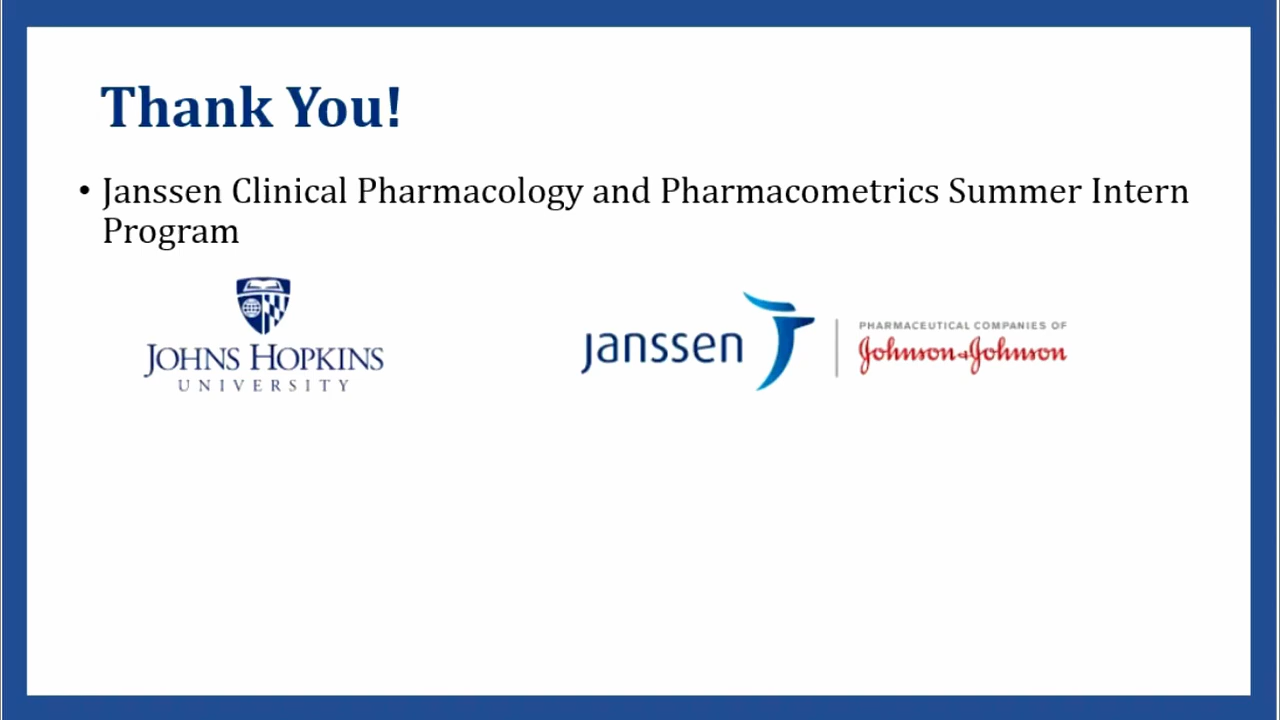 Thank You!
• Janssen Clinical Pharmacology and Pharmacometrics Summer Intern
Program
JOHNS HOPKINS
UNIVERSITY
janssen
PHARMACEUTICAL COMPANIES OF
Johnson & Johnson